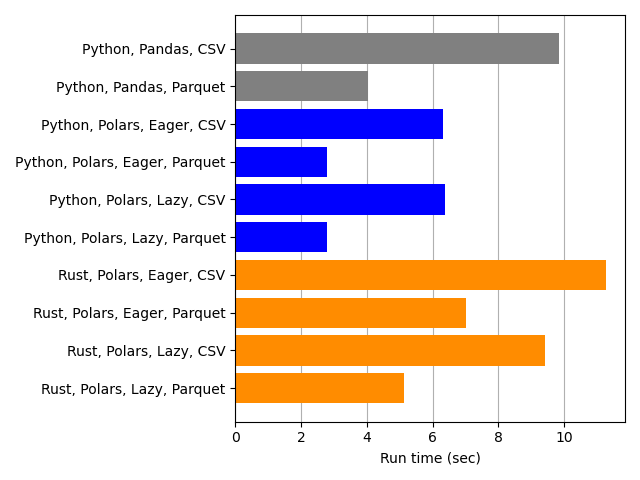 Python, Pandas, CSV
Python, Pandas, Parquet
Python, Polars, Eager, CSV
Python, Polars, Eager, Parquet
Python, Polars, Lazy, CSV
Python, Polars, Lazy, Parquet
Rust, Polars, Eager, CSV
Rust, Polars, Eager, Parquet
Rust, Polars, Lazy, CSV
Rust, Polars, Lazy, Parquet
0 2 4 6 8 10
Run time (sec)